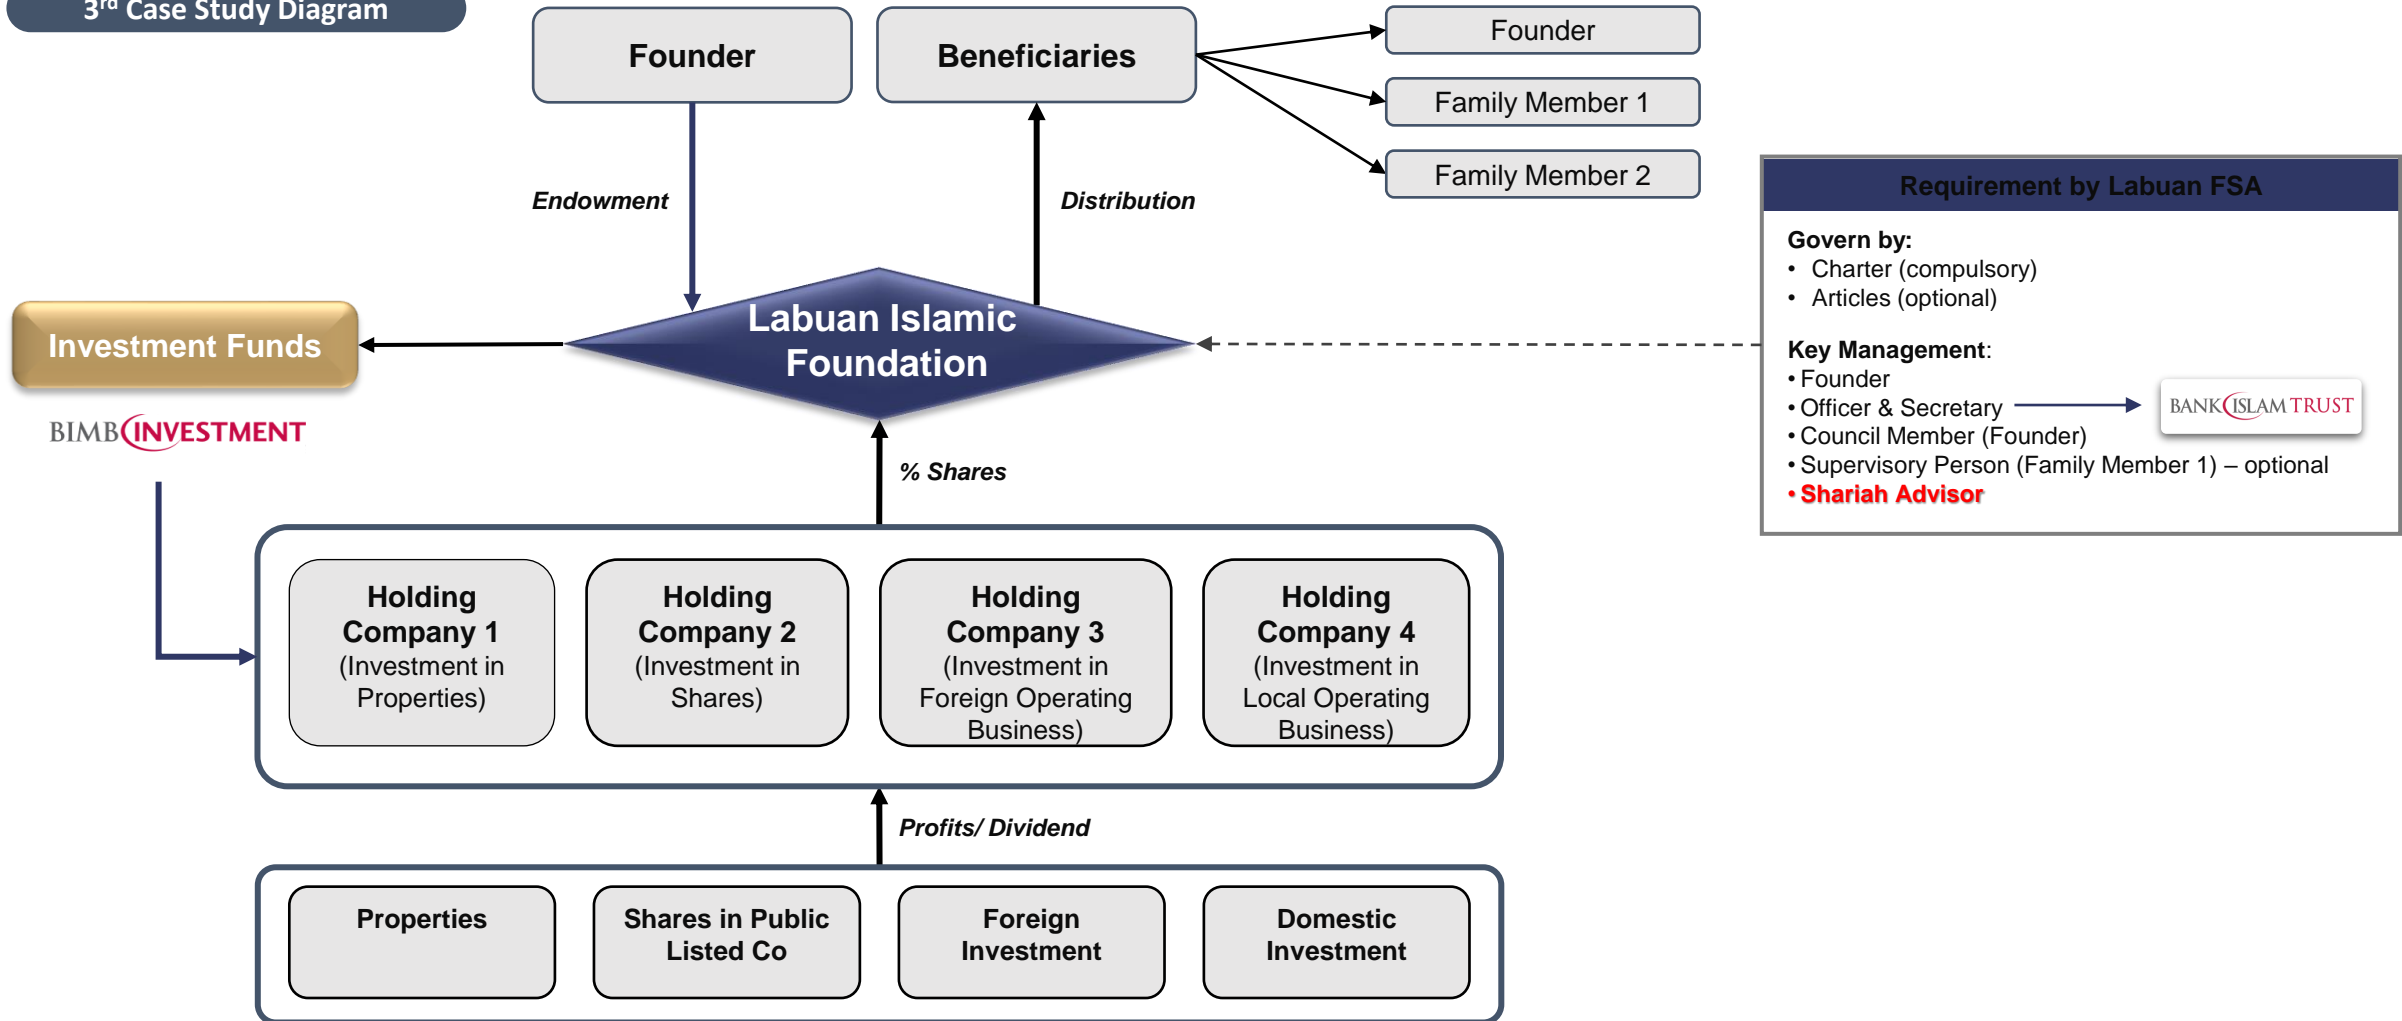 3rd Case Study Diagram
Founder
Beneficiaries
Founder
Family Member 1
Family Member 2
Endowment
Distribution
Requirement by Labuan FSA
Govern by:
• Charter (compulsory)
• Articles (optional)
Key Management:
• Founder
• Officer & Secretary
BANK ISLAM TRUST
• Council Member (Founder)
• Supervisory Person (Family Member 1) – optional
• Shariah Advisor
Labuan Islamic
Foundation
Investment Funds
BIMB INVESTMENT
% Shares
Holding
Company 1
(Investment in
Properties)
Holding
Company 2
(Investment in
Shares)
Holding
Company 3
(Investment in
Foreign Operating
Business)
Holding
Company 4
(Investment in
Local Operating
Business)
Profits/ Dividend
Properties
Shares in Public
Listed Co
Foreign
Investment
Domestic
Investment